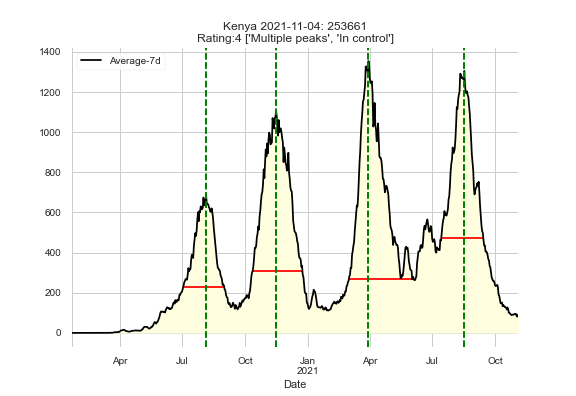 Kenya 2021-11-04: 253661
Rating:4 ['Multiple peaks', 'In control']
1400
Average-7d
1200
1000
800
600
400
200
0
Apr Jul Oct Jan Apr Jul Oct
2021
Date